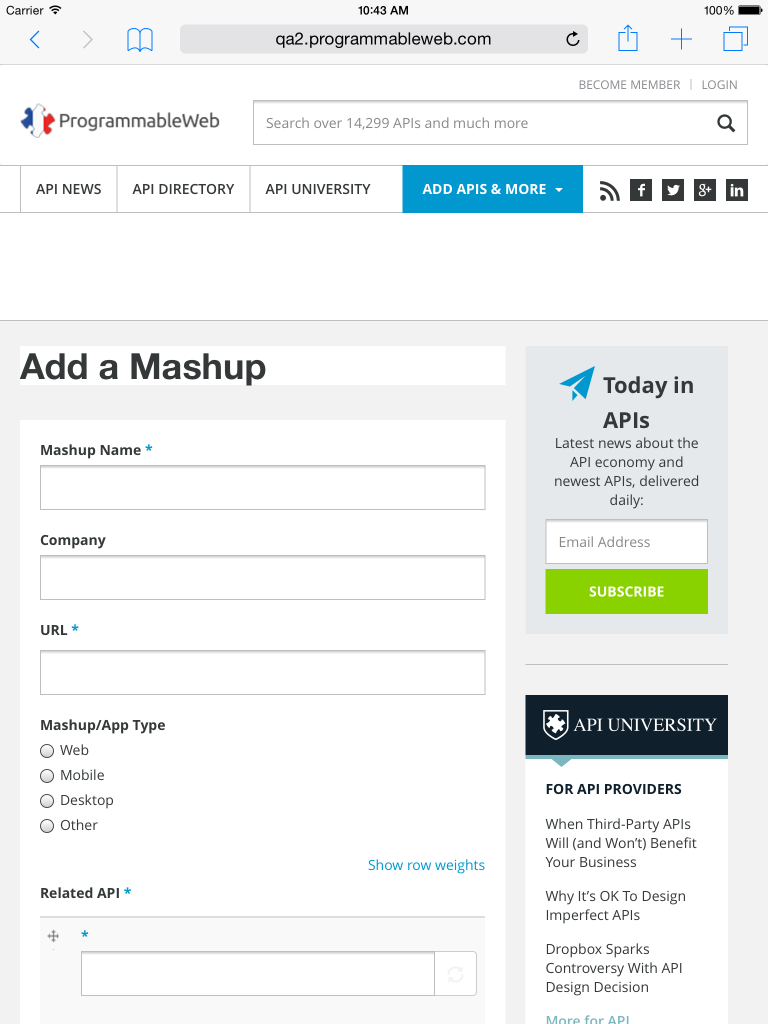 Carrier 10:43 AM 100%
qa2.programmableweb.com
BECOME MEMBER | LOGIN
ProgrammableWeb
Search over 14,299 APIs and much more
API NEWS API DIRECTORY API UNIVERSITY ADD APIS & MORE
f g+ in
Add a Mashup
Mashup Name *
Company
URL *
Mashup/App Type
Web
Mobile
Desktop
Other
Show row weights
Related API *
*
Today in
APIs
Latest news about the
API economy and
newest APIs, delivered
daily:
Email Address
SUBSCRIBE
API UNIVERSITY
FOR API PROVIDERS
When Third-Party APIs
Will (and Won’t) Benefit
Your Business
Why It’s OK To Design
Imperfect APIs
Dropbox Sparks
Controversy With API
Design Decision
More for API